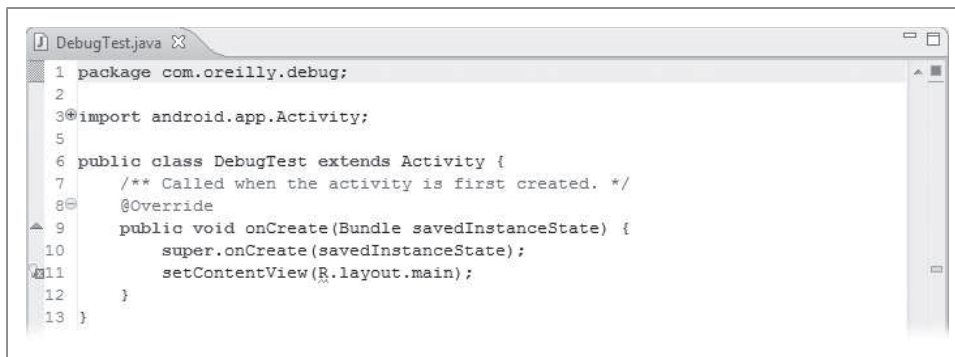 DebugTest.java
1 package com.oreilly.debug;
2
3 import android.app.Activity;
5
6 public class DebugTest extends Activity {
7 /** Called when the activity is first created. */
8 @Override
9 public void onCreate(Bundle savedInstanceState) {
10 super.onCreate(savedInstanceState);
11 setContentView(R.layout.main);
12 }
13 }